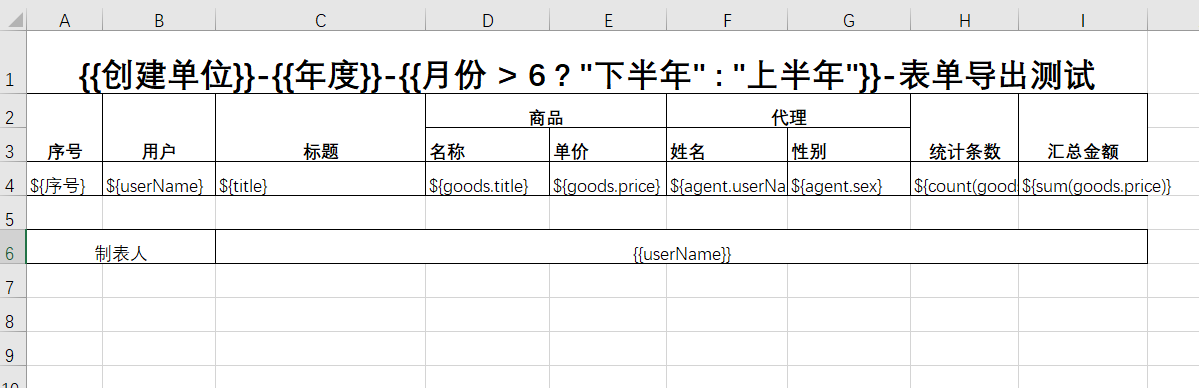 A B C D E F G H I
1 {{创建单位}}-{{年度}}-{{月份 > 6 ? "下半年" : "上半年"}}-表单导出测试
2 商品 代理
3 序号 用户 标题 名称 单价 姓名 性别 统计条数 汇总金额
4 ${序号} ${userName} ${title} ${goods.title} ${goods.price} ${agent.userNa ${agent.sex} ${count(good ${sum(goods.price)}
5
6 制表人 {{userName}}
7
8
9
10